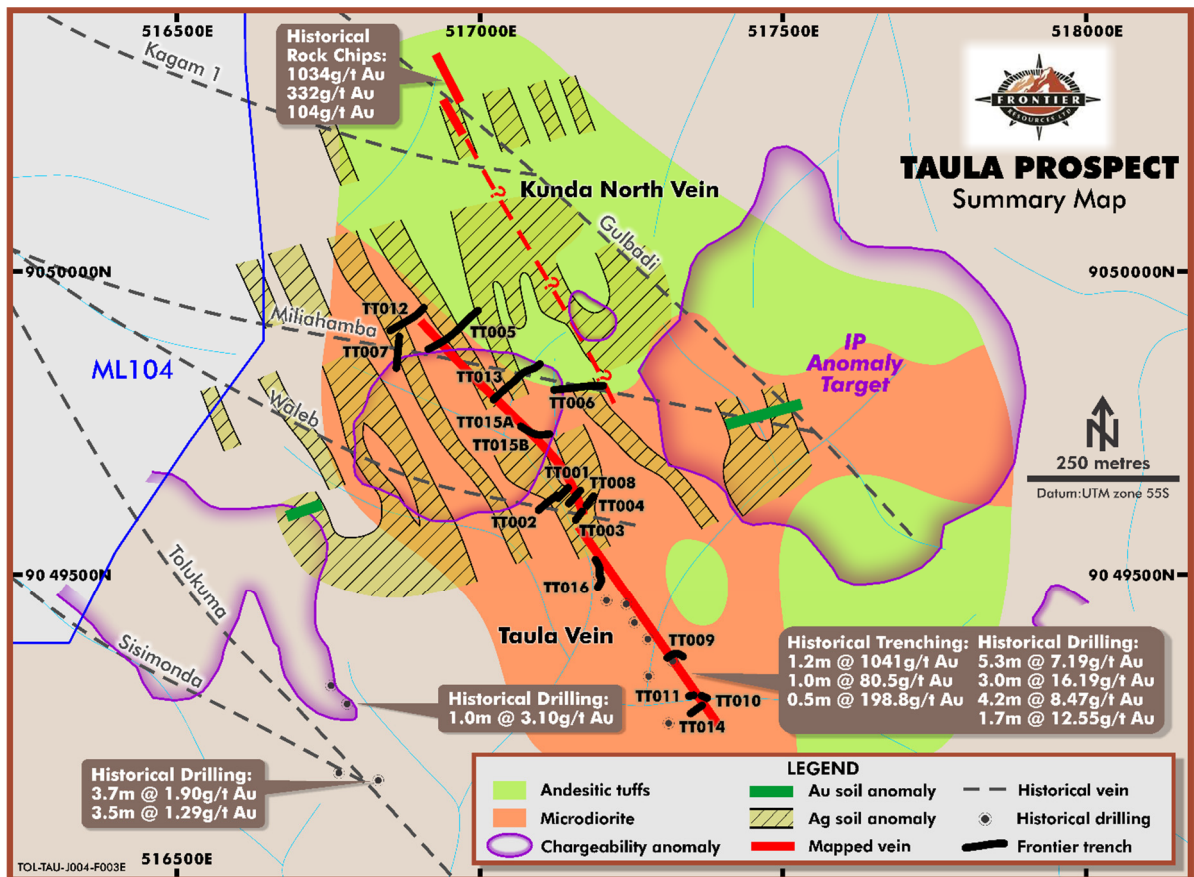 516500E
517000E
517500E
518000E
Kagam 1
Historical
Rock Chips:
1034g/t Au
332g/t Au
104g/t Au
FRONTIER
RESOURCES LTD
TAULA PROSPECT
Summary Map
?
Kunda North Vein
Gulbadi
9050000N
9050000N
?
Miliahamba
TT012
TT005
TT007
ML104
IP
Anomaly
Target
TT013
?
TT006
Waleb
TT015A
TT015B
N
250 metres
Datum:UTM zone 55S
TT001
TT008
TT004
TT002
TT003
Tolukuma
90 49500N
90 49500N
TT016
Taula Vein
Sisimonda
TT009
TT011
TT010
TT014
Historical Trenching:
1.2m @ 1041g/t Au
1.0m @ 80.5g/t Au
0.5m @ 198.8g/t Au
Historical Drilling:
5.3m @ 7.19g/t Au
3.0m @ 16.19g/t Au
4.2m @ 8.47g/t Au
1.7m @ 12.55g/t Au
Historical Drilling:
1.0m @ 3.10g/t Au
Historical Drilling:
3.7m @ 1.90g/t Au
3.5m @ 1.29g/t Au
LEGEND
Andesitic tuffs
Microdiorite
Chargeability anomaly
Au soil anomaly
Ag soil anomaly
Mapped vein
Historical vein
Historical drilling
Frontier trench
516500E
TOL-TAU-J004-F003E